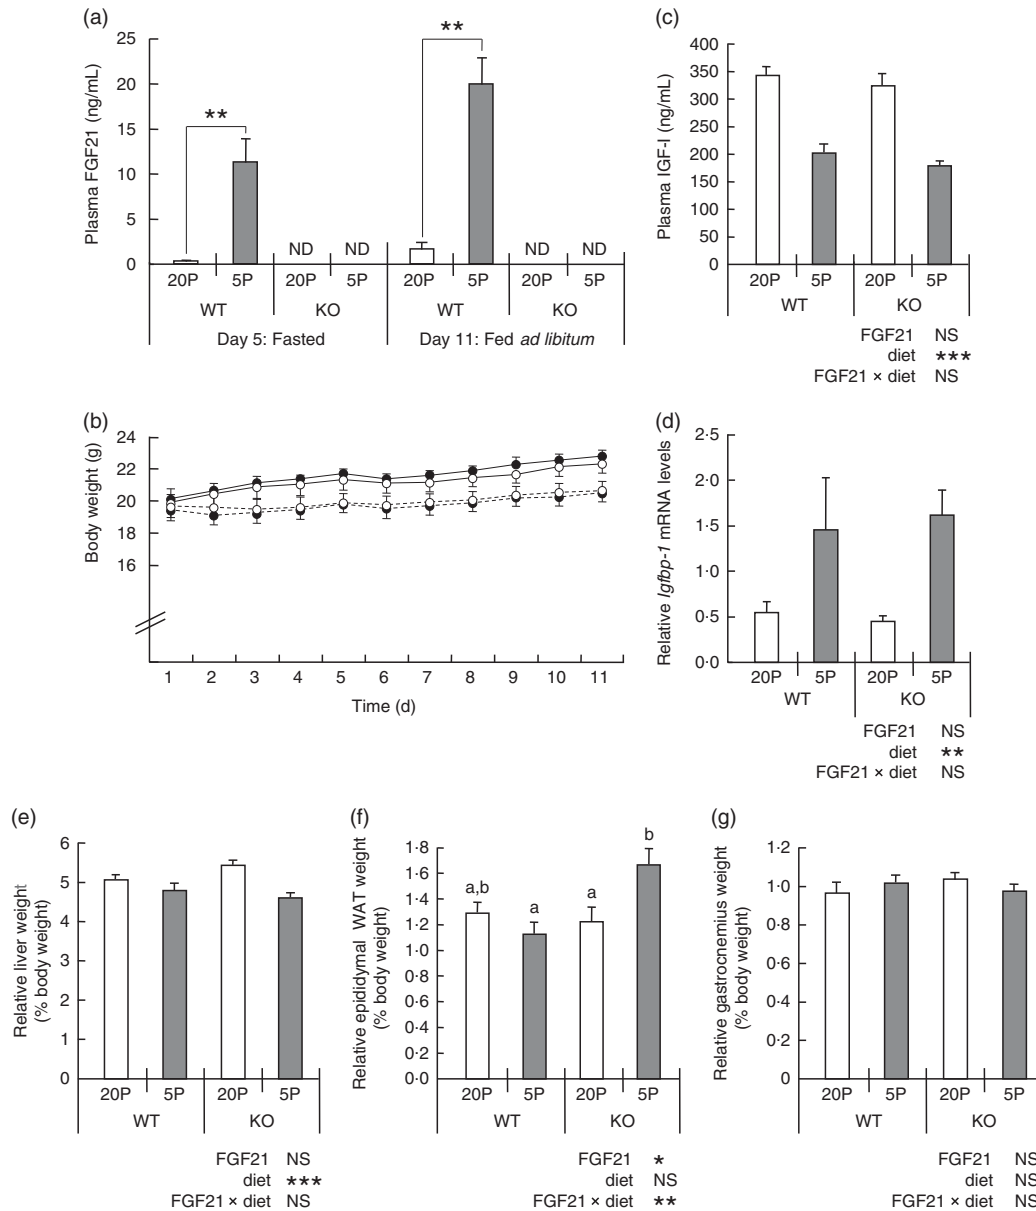 (a)
Plasma FGF21 (ng/mL)
25
20
15
10
5
0
**
**
ND ND ND ND
20P 5P 20P 5P 20P 5P 20P 5P
WT KO WT KO
Day 5: Fasted Day 11: Fed ad libitum
(c)
Plasma IGF-I (ng/mL)
400
350
300
250
200
150
100
50
0
20P 5P 20P 5P
WT KO
FGF21 NS
diet ***
FGF21 × diet NS
(b)
Body weight (g)
24
22
20
18
16
1 2 3 4 5 6 7 8 9 10 11
Time (d)
(d)
Relative Igfbp-1 mRNA levels
2·5
2·0
1·5
1·0
0·5
0·0
20P 5P 20P 5P
WT KO
FGF21 NS
diet **
FGF21 × diet NS
(e)
Relative liver weight
(% body weight)
6
5
4
3
2
1
0
20P 5P 20P 5P
WT KO
FGF21 NS
diet ***
FGF21 × diet NS
(f)
Relative epididymal WAT weight
(% body weight)
1·8
1·6
1·4
1·2
1·0
0·8
0·6
0·4
0·2
0·0
a,b a a b
20P 5P 20P 5P
WT KO
FGF21 *
diet NS
FGF21 × diet **
(g)
Relative gastrocnemius weight
(% body weight)
1·2
1·0
0·8
0·6
0·4
0·2
0
20P 5P 20P 5P
WT KO
FGF21 NS
diet NS
FGF21 × diet NS